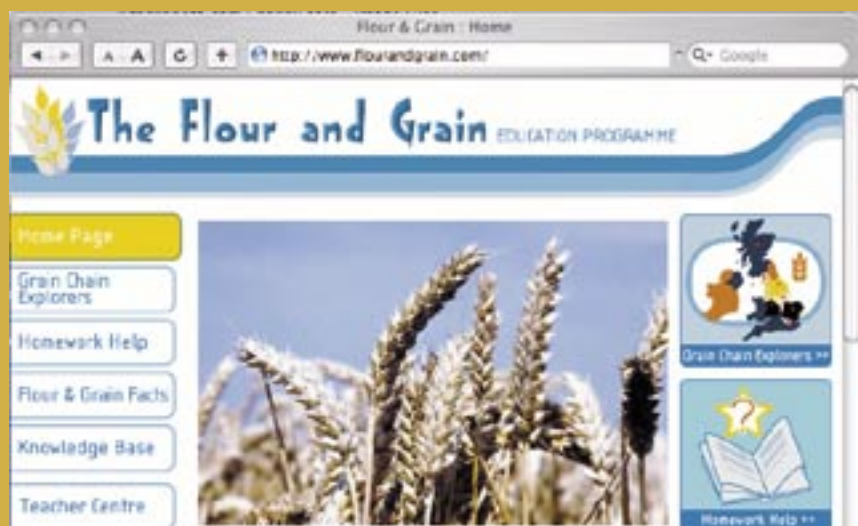 Flour & Grain : Home
A A
http://www.flourandgrain.com/
Google
The Flour and Grain EDUCATION PROGRAMME
Home Page
Grain Chain
Explorers
Homework Help
Flour & Grain Facts
Knowledge Base
Teacher Centre
Grain Chain Explorers >>
?
Homework Help >>